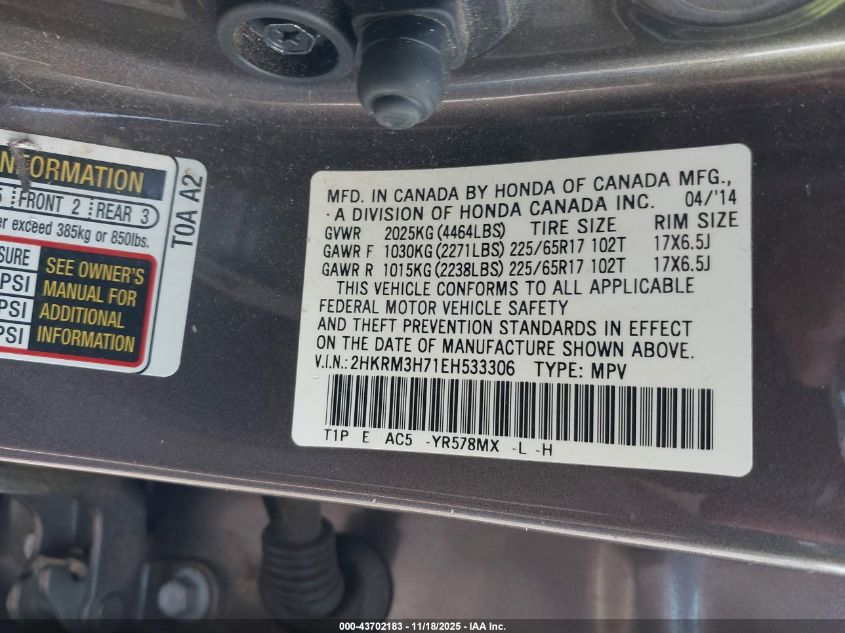 INFORMATION
5 FRONT 2 REAR 3
er exceed 385kg or 850lbs.
SURE
PSI
PSI
PSI
SEE OWNER'S
MANUAL FOR
ADDITIONAL
INFORMATION
T0A A2
MFD. IN CANADA BY HONDA OF CANADA MFG.,
A DIVISION OF HONDA CANADA INC. 04/'14
GVWR 2025KG (4464LBS) TIRE SIZE RIM SIZE
GAWR F 1030KG (2271LBS) 225/65R17 102T 17X6.5J
GAWR R 1015KG (2238LBS) 225/65R17 102T 17X6.5J
THIS VEHICLE CONFORMS TO ALL APPLICABLE
FEDERAL MOTOR VEHICLE SAFETY
AND THEFT PREVENTION STANDARDS IN EFFECT
ON THE DATE OF MANUFACTURE SHOWN ABOVE.
V.I.N.: 2HKRM3H71EH533306 TYPE: MPV
T1P E AC5 -YR578MX -L -H
000-43702183 - 11/18/2025 - IAA Inc.